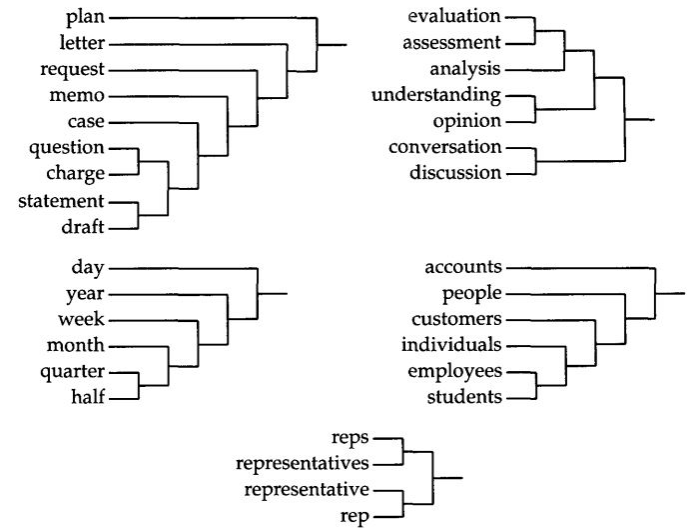 plan
letter
request
memo
case
question
charge
statement
draft
evaluation
assessment
analysis
understanding
opinion
conversation
discussion
day
year
week
month
quarter
half
accounts
people
customers
individuals
employees
students
reps
representatives
representative
rep